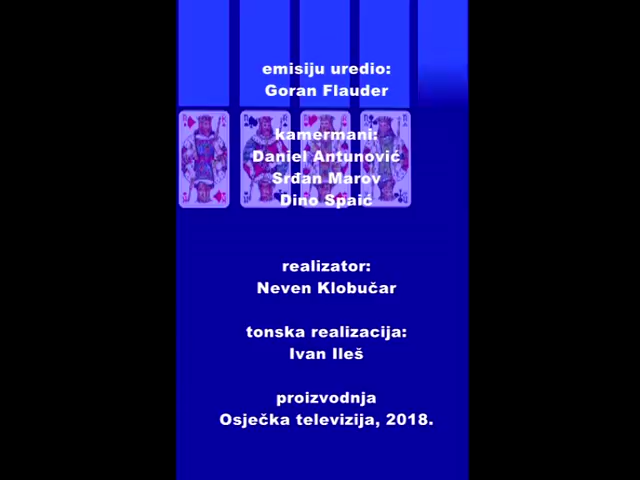 emisiju uredio:
Goran Flauder
kamermani:
Daniel Antunović
Srđan Marov
Dino Spaić
realizator:
Neven Klobučar
tonska realizacija:
Ivan Ileš
proizvodnja
Osječka televizija, 2018.